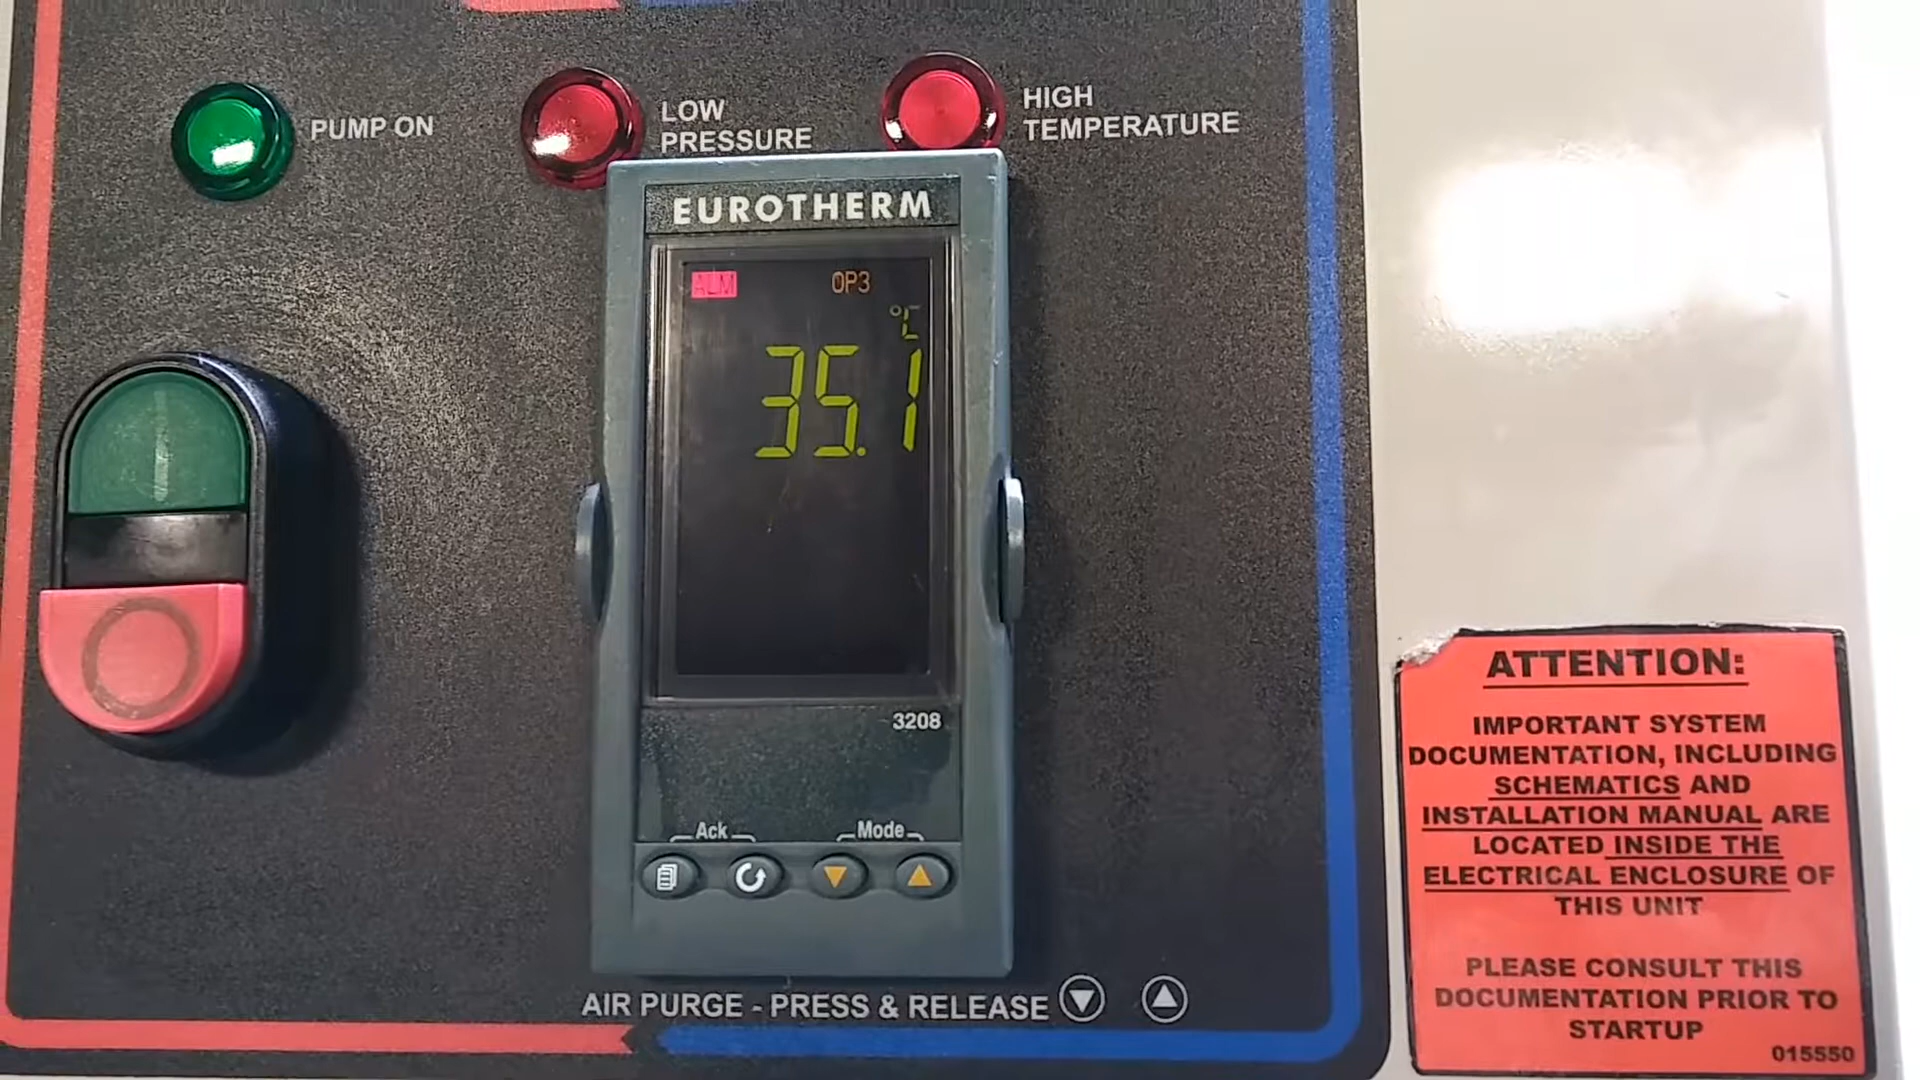 PUMP ON
LOW
PRESSURE
HIGH
TEMPERATURE
EUROTHERM
ALM OP3
°C
35.1
3208
Ack Mode
AIR PURGE - PRESS & RELEASE
ATTENTION:
IMPORTANT SYSTEM
DOCUMENTATION, INCLUDING
SCHEMATICS AND
INSTALLATION MANUAL ARE
LOCATED INSIDE THE
ELECTRICAL ENCLOSURE OF
THIS UNIT
PLEASE CONSULT THIS
DOCUMENTATION PRIOR TO
STARTUP
015550